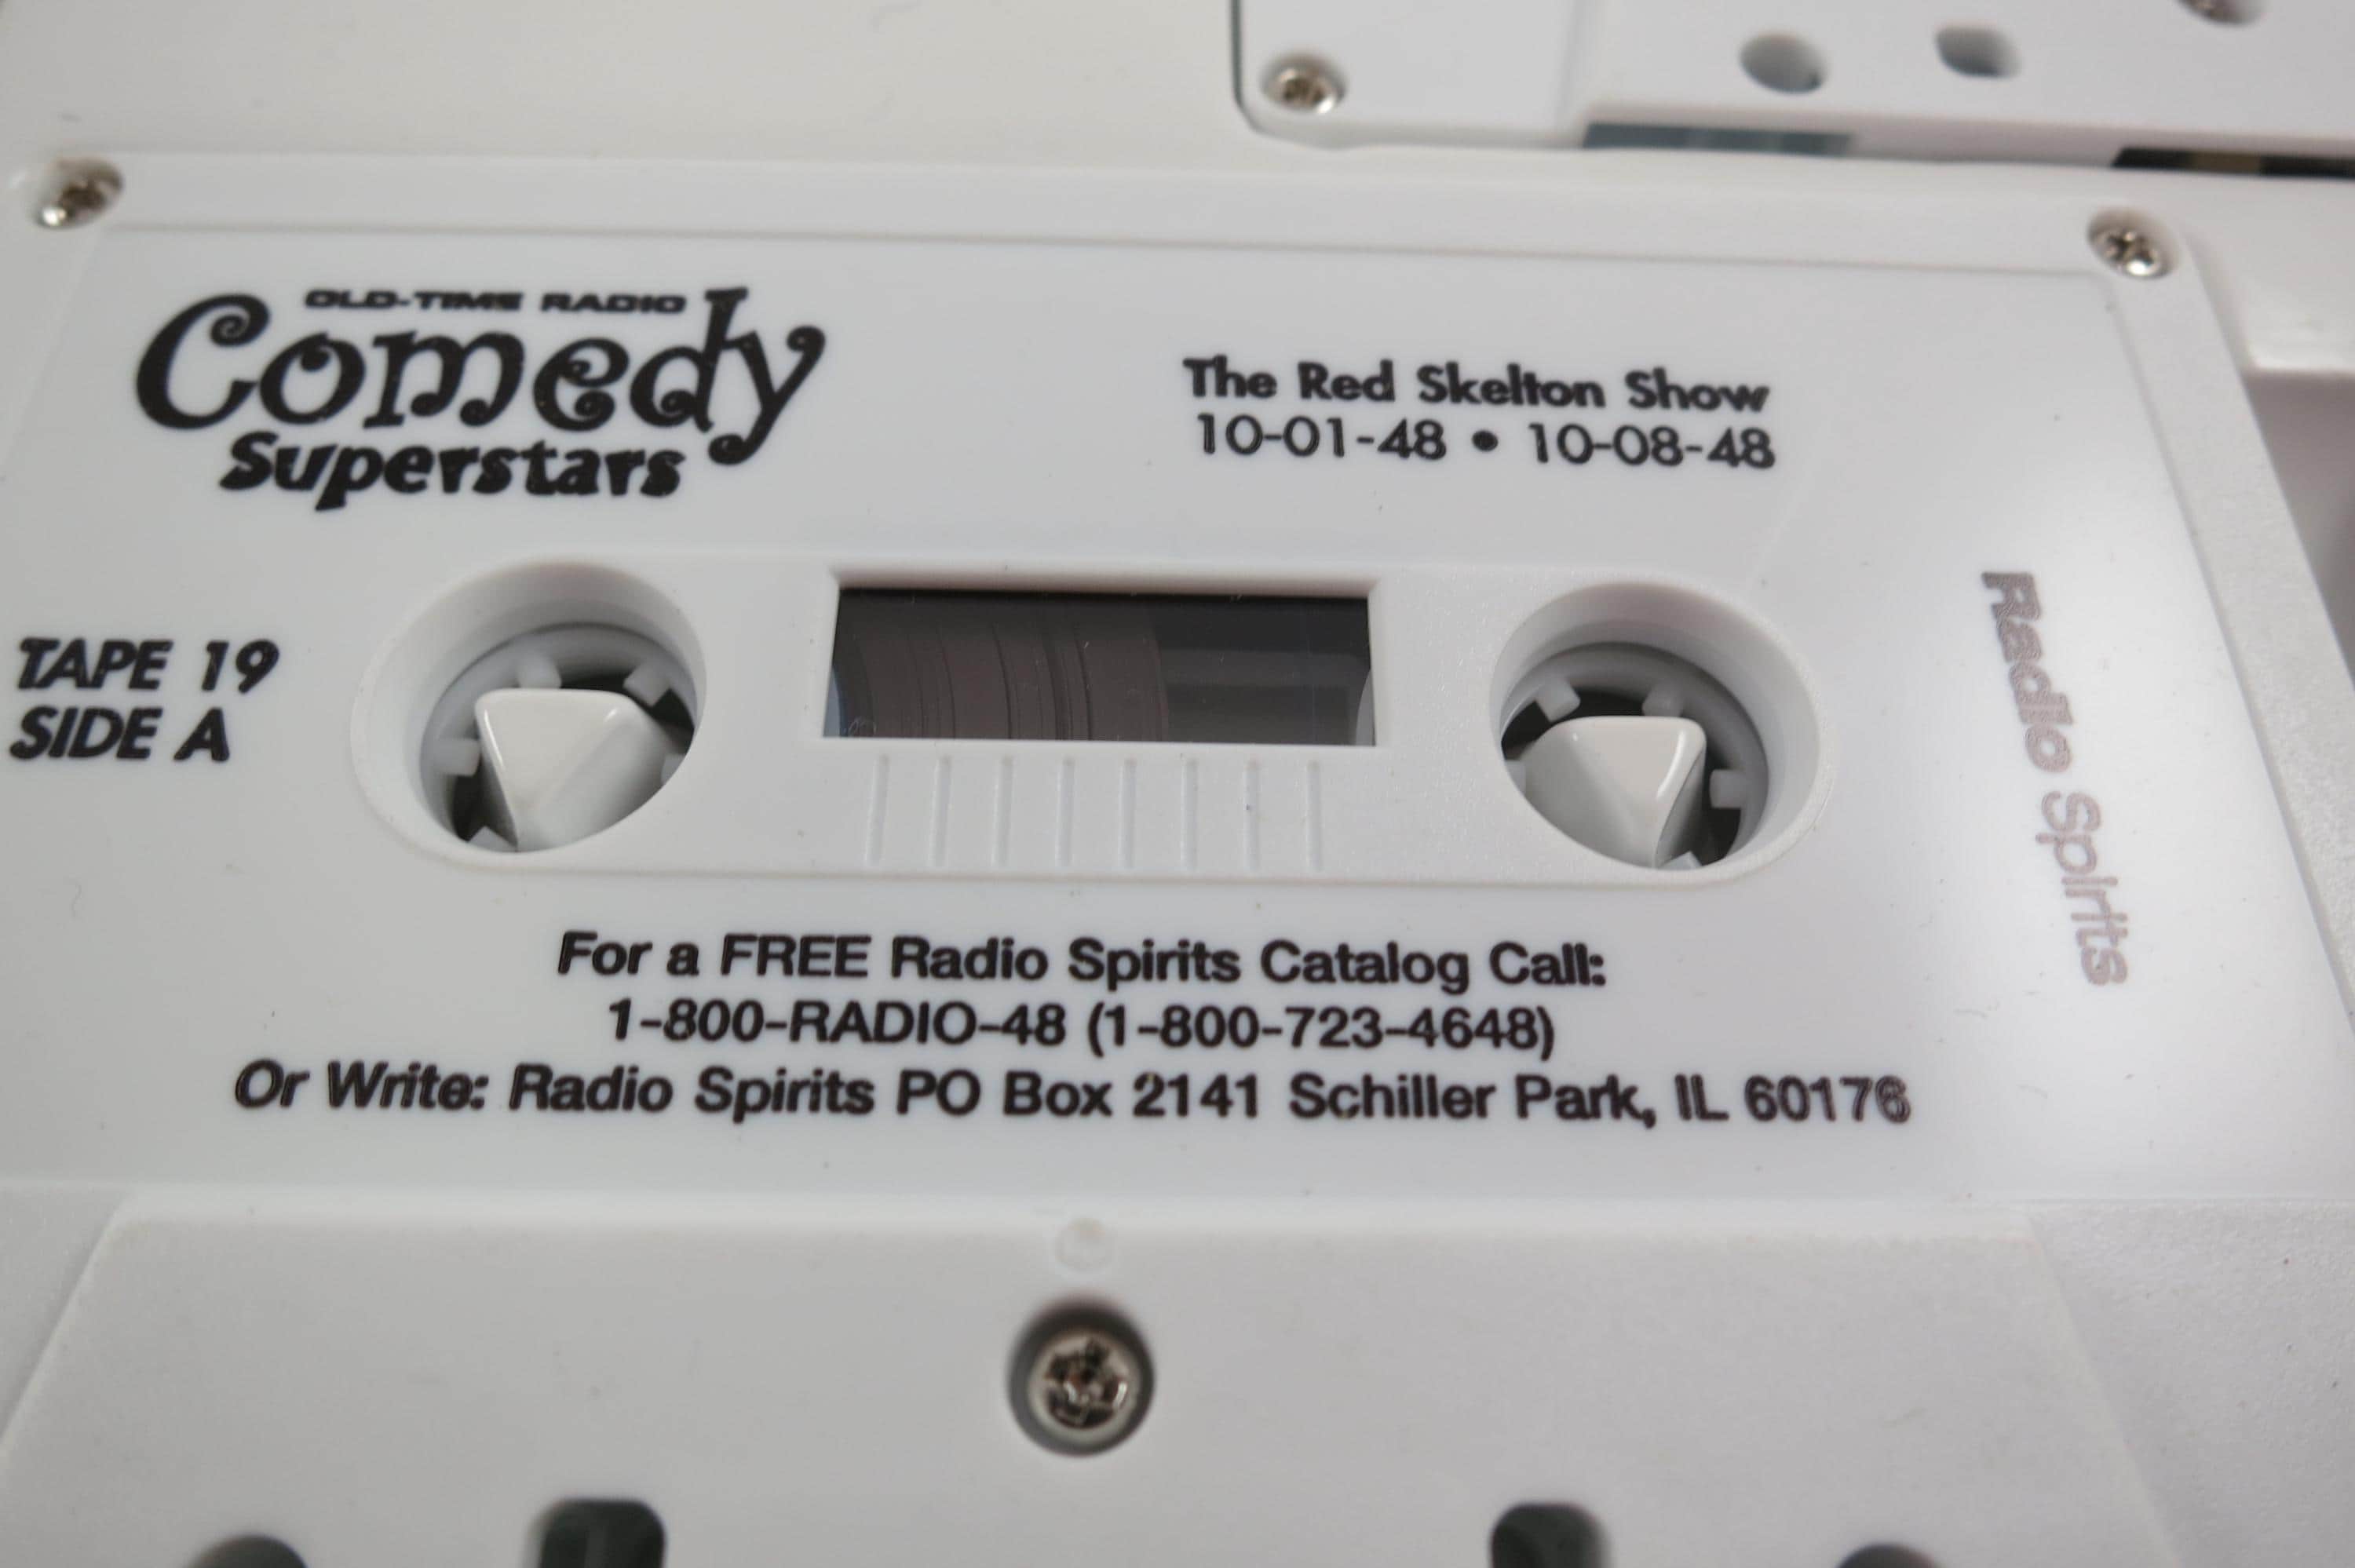 OLD-TIME RADIO
Comedy
Superstars
The Red Skelton Show
10-01-48 • 10-08-48
TAPE 19
SIDE A
Radio Spirits
For a FREE Radio Spirits Catalog Call:
1-800-RADIO-48 (1-800-723-4648)
Or Write: Radio Spirits PO Box 2141 Schiller Park, IL 60176